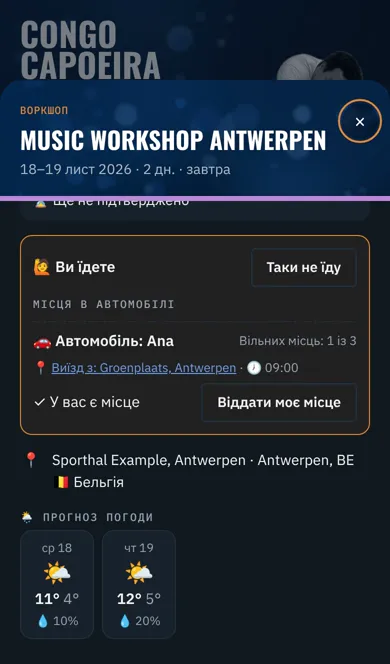 CONGO
CAPOEIRA
ВОРКШОП
MUSIC WORKSHOP ANTWERPEN
18–19 лист 2026 · 2 дн. · завтра
⌛ Ще не підтверджено
🙋 Ви їдете
Таки не їду
МІСЦЯ В АВТОМОБІЛІ
🚗 Автомобіль: Ana
Вільних місць: 1 із 3
📍 Виїзд з: Groenplaats, Antwerpen · 🕖 09:00
✓ У вас є місце
Віддати моє місце
📍 Sporthal Example, Antwerpen · Antwerpen, BE
🇧🇪 Бельгія
🌦 ПРОГНОЗ ПОГОДИ
ср 18
чт 19
11° 4°
12° 5°
💧 10%
💧 20%